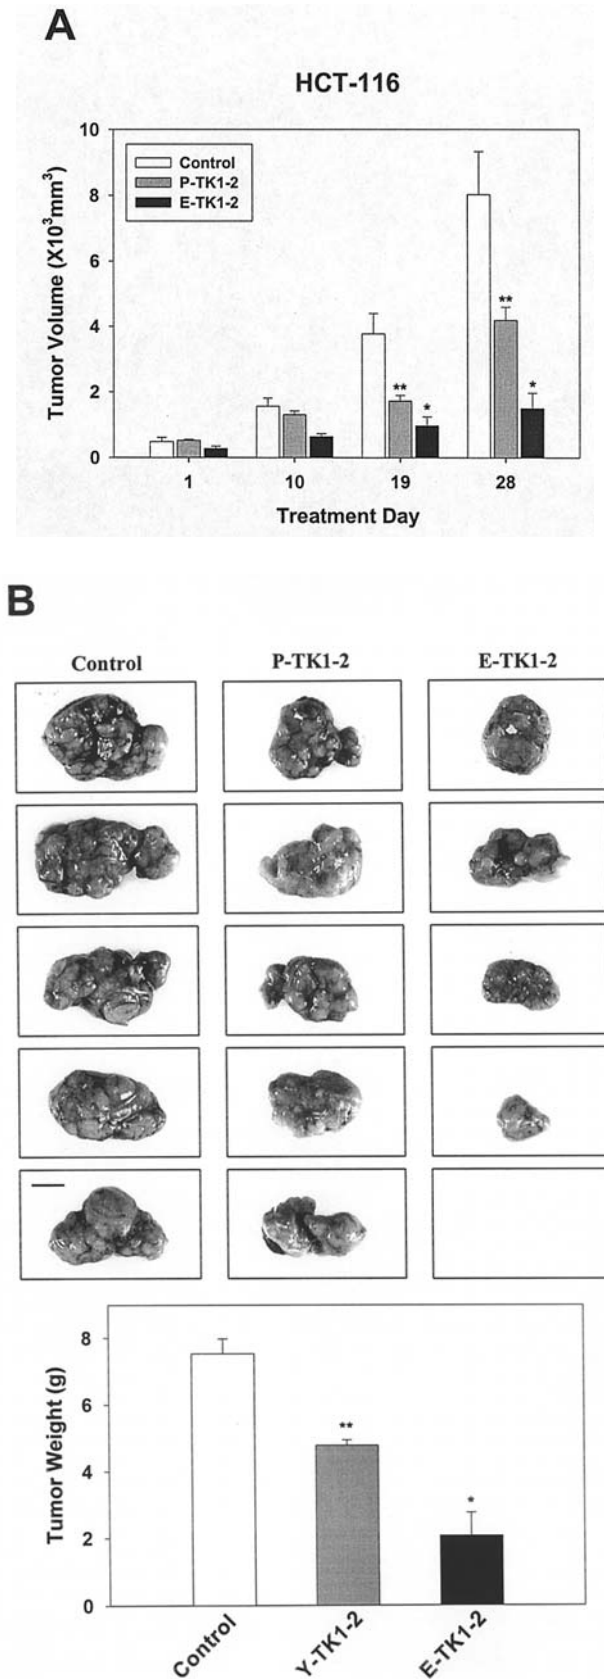 A
HCT-116
10
8
6
4
2
0
Tumor Volume (X10³mm³)
Control
P-TK1-2
E-TK1-2
**
*
**
*
1 10 19 28
Treatment Day
B
Control P-TK1-2 E-TK1-2
8
6
4
2
0
Tumor Weight (g)
**
*
Control Y-TK1-2 E-TK1-2